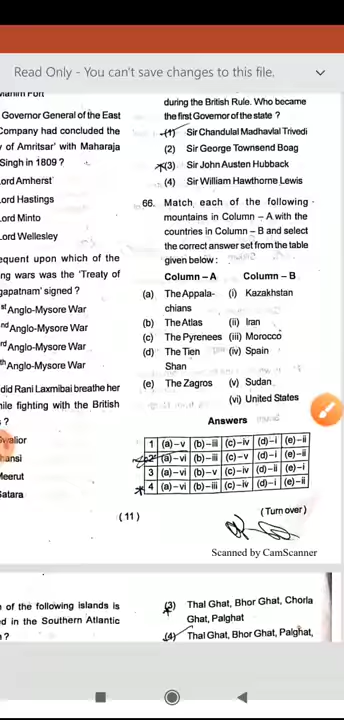 Read Only - You can't save changes to this file.
Governor General of the East
Company had concluded the
of Amritsar' with Maharaja
Singh in 1809 ?
Lord Amherst
Lord Hastings
Lord Minto
Lord Wellesley
equent upon which of the
ng wars was the 'Treaty of
gapatnam' signed ?
st Anglo-Mysore War
nd Anglo-Mysore War
rd Anglo-Mysore War
th Anglo-Mysore War
did Rani Laxmibai breathe her
hile fighting with the British
?
Gwalior
hansi
Meerut
Satara
during the British Rule. Who became
the first Governor of the state ?
(1) Sir Chandulal Madhavlal Trivedi
(2) Sir George Townsend Boag
(3) Sir John Austen Hubback
(4) Sir William Hawthorne Lewis
66. Match each of the following
mountains in Column – A with the
countries in Column – B and select
the correct answer set from the table
given below :
Column – A Column – B
(a) The Appala- (i) Kazakhstan
chians
(b) The Atlas (ii) Iran
(c) The Pyrenees (iii) Morocco
(d) The Tien (iv) Spain
Shan
(e) The Zagros (v) Sudan
(vi) United States
Answers
1 (a)–v (b)–iii (c)–iv (d)–i (e)–ii
2 (a)–vi (b)–iii (c)–v (d)–i (e)–ii
3 (a)–vi (b)–v (c)–iv (d)–ii (e)–i
4 (a)–vi (b)–iii (c)–iv (d)–i (e)–ii
(11)
(Turn over)
Scanned by CamScanner
of the following islands is
d in the Southern Atlantic
?
(3) Thal Ghat, Bhor Ghat, Chorla
Ghat, Palghat
(4) Thal Ghat, Bhor Ghat, Palghat,